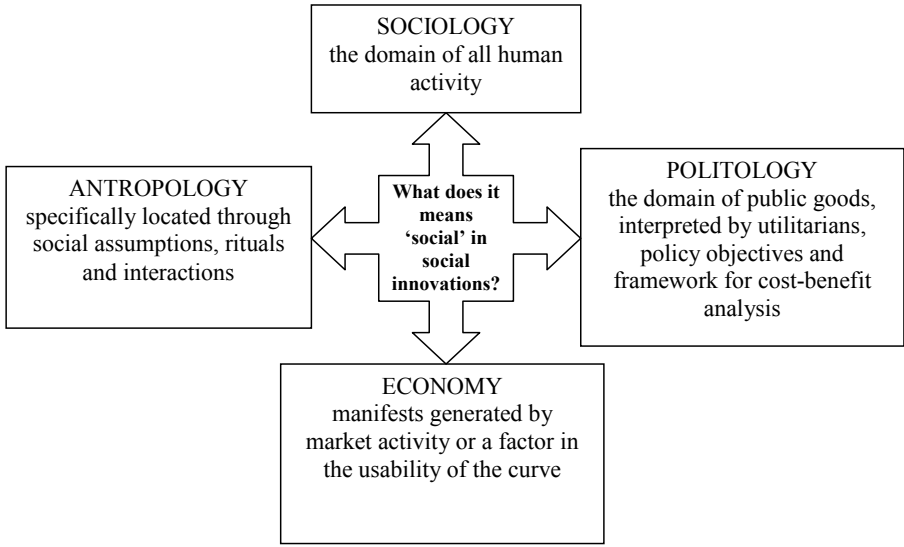 SOCIOLOGY
the domain of all human
activity
ANTROPOLOGY
specifically located through
social assumptions, rituals
and interactions
What does it
means
‘social’ in
social
innovations?
POLITOLOGY
the domain of public goods,
interpreted by utilitarians,
policy objectives and
framework for cost-benefit
analysis
ECONOMY
manifests generated by
market activity or a factor in
the usability of the curve